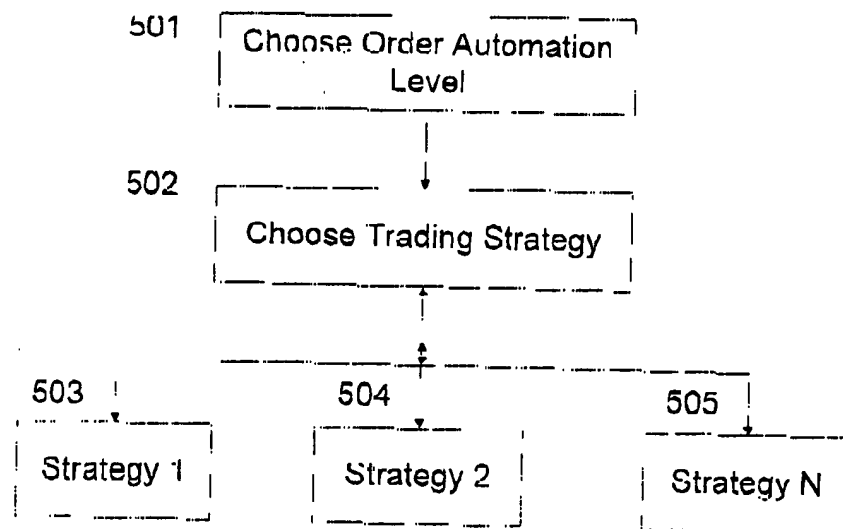 501
Choose Order Automation
Level
502
Choose Trading Strategy
503
504
505
Strategy 1
Strategy 2
Strategy N